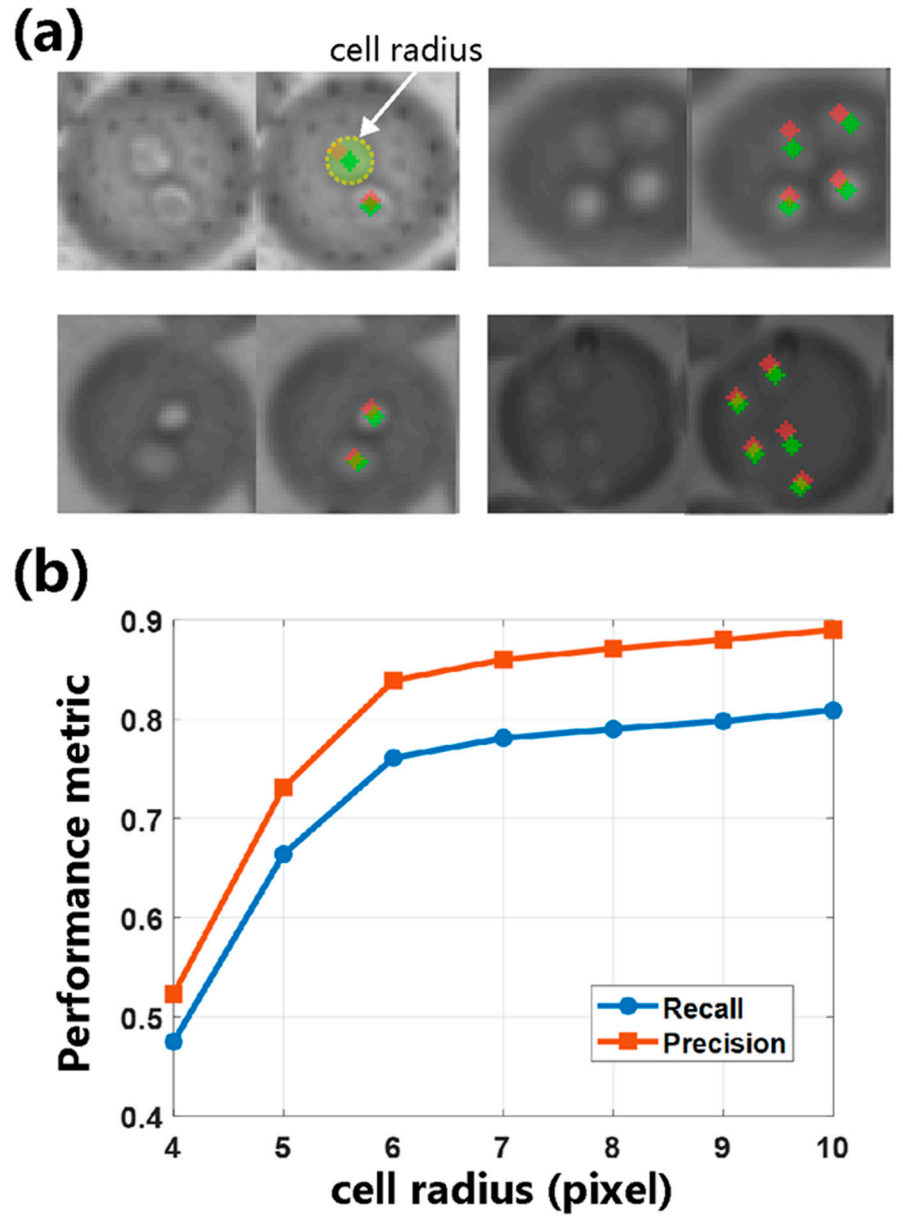 (a)
cell radius
(b)
Performance metric
0.9
0.8
0.7
0.6
0.5
0.4
Recall
Precision
4 5 6 7 8 9 10
cell radius (pixel)